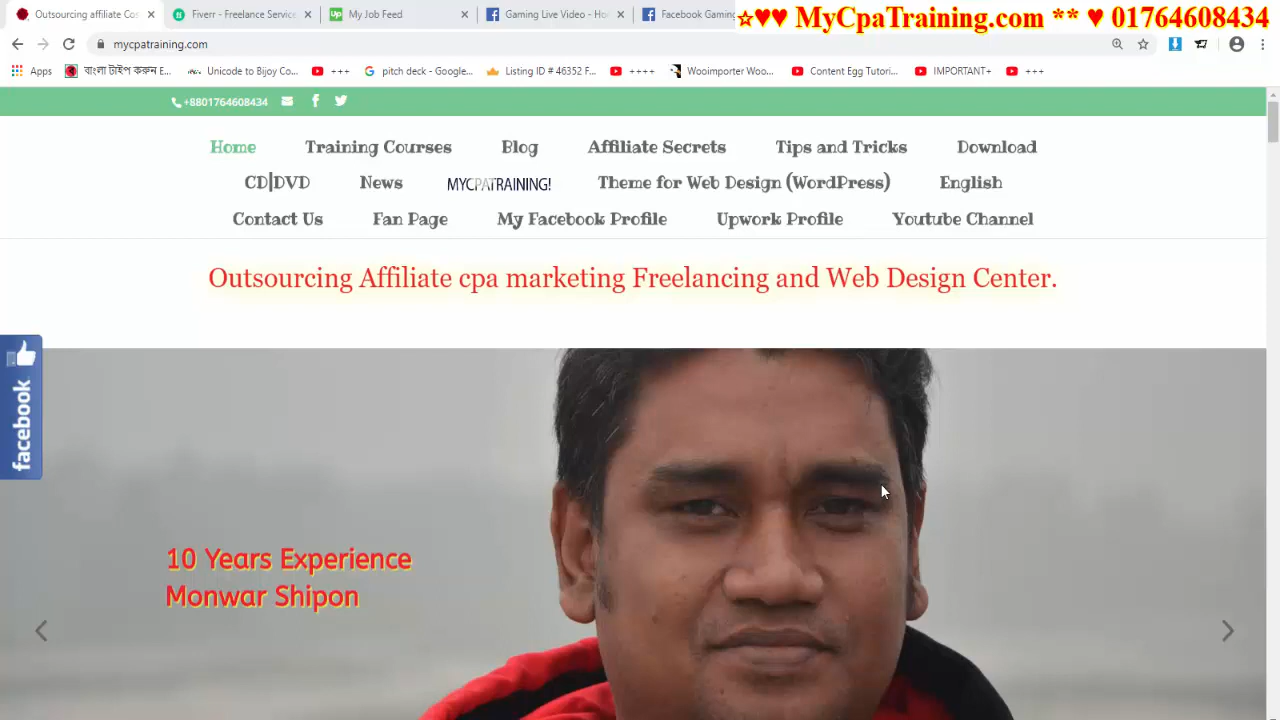 Outsourcing affiliate Cos
Fiverr - Freelance Service
My Job Feed
Gaming Live Video - Ho
Facebook Gaming
☆♥♥ MyCpaTraining.com ** ♥ 01764608434
mycpatraining.com
Apps
বাংলা টাইপ করুন E...
Unicode to Bijoy Co...
+++
pitch deck - Google...
Listing ID # 46352 F...
++++
Wooimporter Woo...
Content Egg Tutori...
IMPORTANT+
+++
+8801764608434
Home Training Courses Blog Affiliate Secrets Tips and Tricks Download
CD|DVD News MYCPATRAINING! Theme for Web Design (WordPress) English
Contact Us Fan Page My Facebook Profile Upwork Profile Youtube Channel
Outsourcing Affiliate cpa marketing Freelancing and Web Design Center.
facebook
10 Years Experience
Monwar Shipon